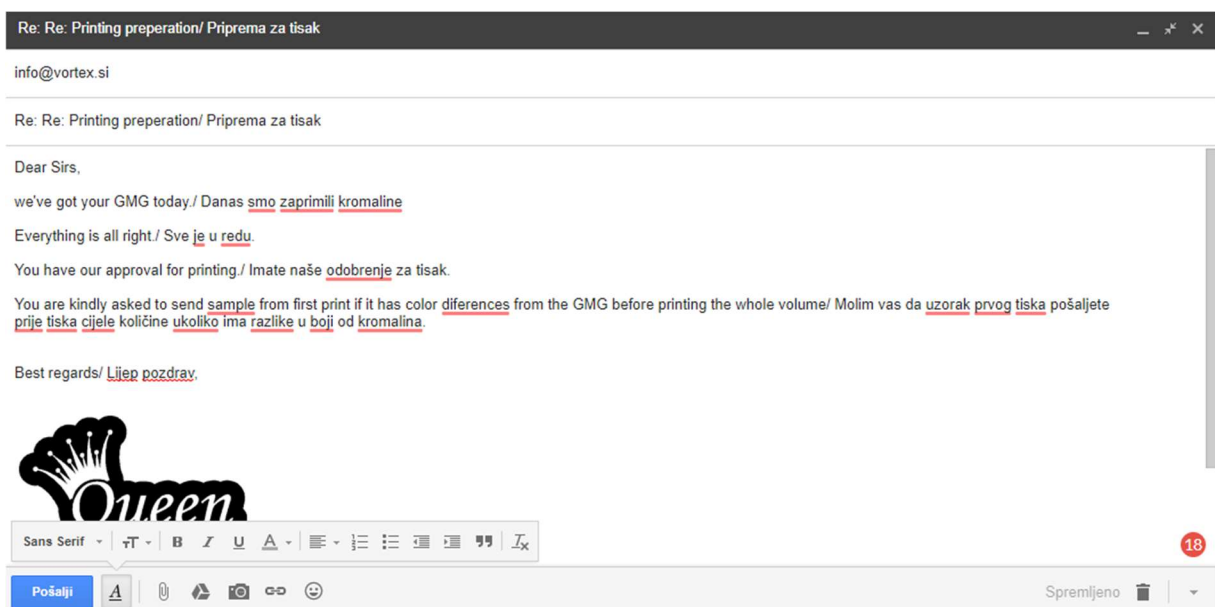 Re: Re: Printing preperation/ Priprema za tisak
info@vortex.si
Re: Re: Printing preperation/ Priprema za tisak
Dear Sirs,
we've got your GMG today./ Danas smo zaprimili kromaline
Everything is all right./ Sve je u redu.
You have our approval for printing./ Imate naše odobrenje za tisak.
You are kindly asked to send sample from first print if it has color diferences from the GMG before printing the whole volume/ Molim vas da uzorak prvog tiska pošaljete
prije tiska cijele količine ukoliko ima razlike u boji od kromalina.
Best regards/ Lijep pozdrav,
Queen
Sans Serif
18
Pošalji
Spremljeno